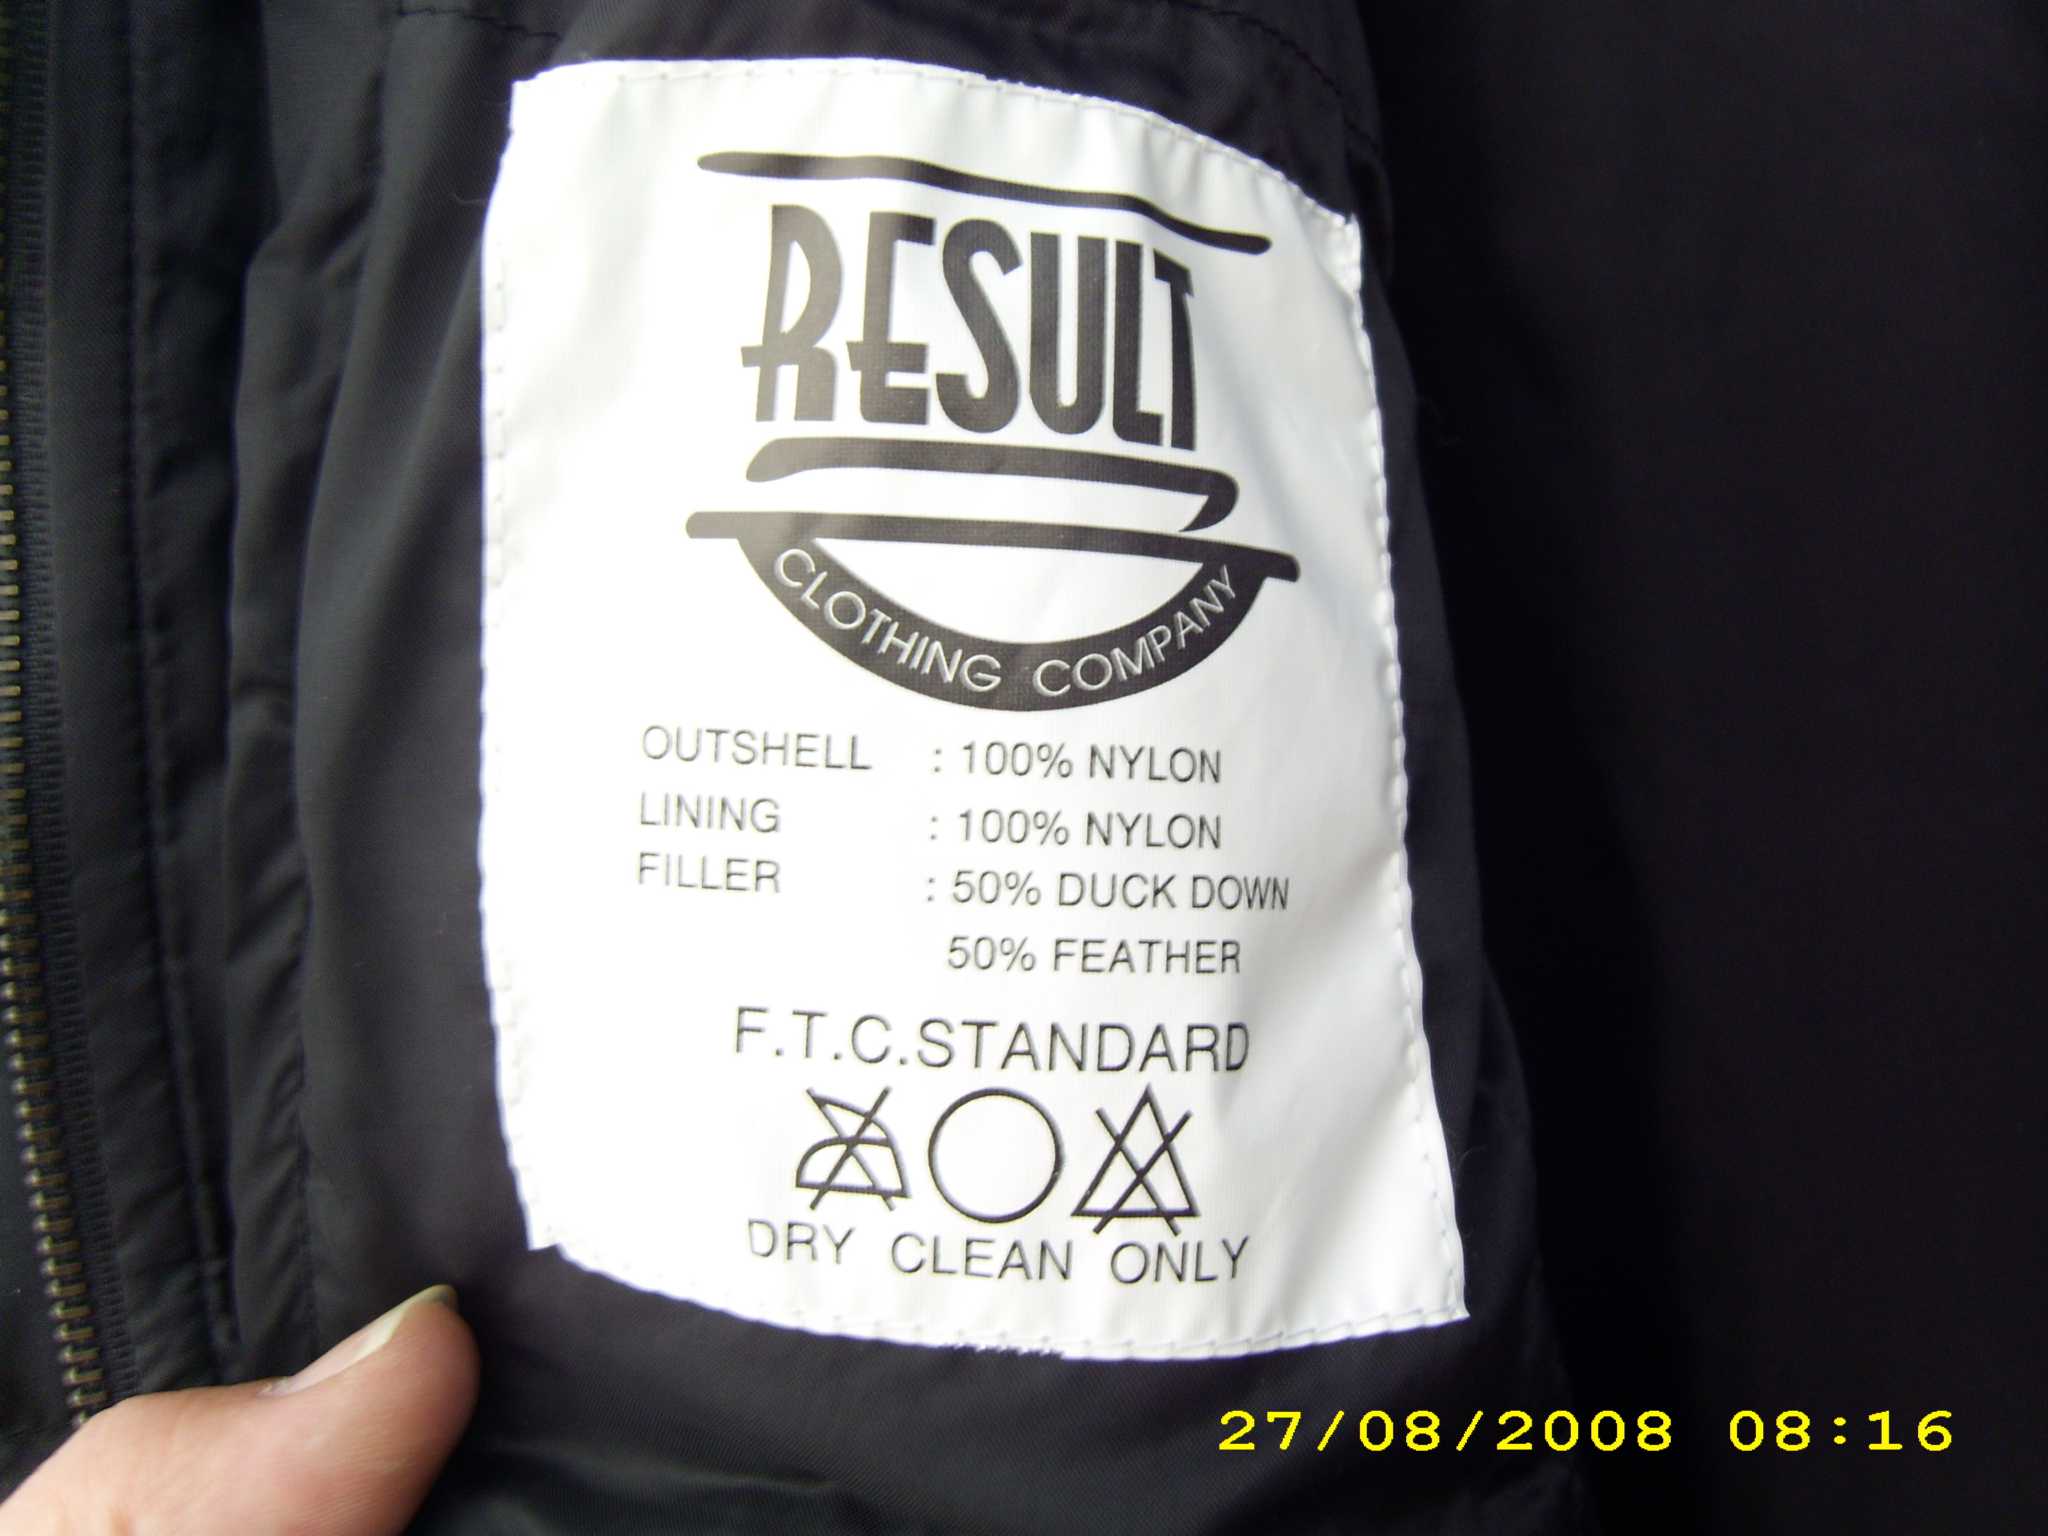 RESULT
CLOTHING COMPANY
OUTSHELL : 100% NYLON
LINING : 100% NYLON
FILLER : 50% DUCK DOWN
50% FEATHER
F.T.C.STANDARD
DRY CLEAN ONLY
27/08/2008 08:16